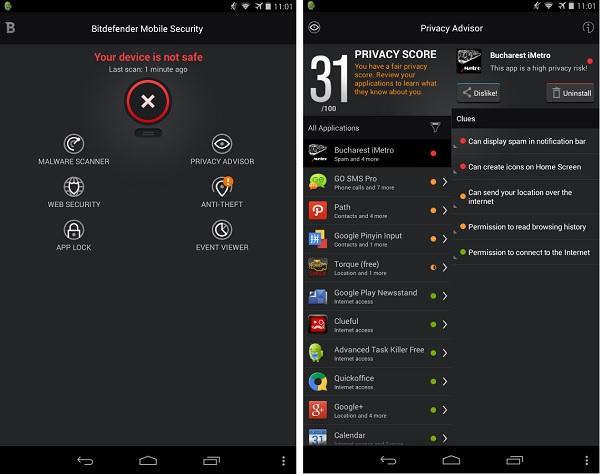 11:01
B Bitdefender Mobile Security
Your device is not safe
Last scan: 1 minute ago
MALWARE SCANNER
PRIVACY ADVISOR
WEB SECURITY
ANTI-THEFT
APP LOCK
EVENT VIEWER
11:01
Privacy Advisor
31
/100
PRIVACY SCORE
You have a fair privacy
score. Review your
applications to learn what
they know about you.
All Applications
Metro
Bucharest iMetro
Spam and 4 more
GO SMS Pro
Phone calls and 7 more
Path
Contacts and 4 more
Google Pinyin Input
Contacts and 1 more
Torque (free)
Location and 1 more
Google Play Newsstand
Internet access
Clueful
Internet access
Advanced Task Killer Free
Internet access
Quickoffice
Internet access
Google+
Location and 4 more
31
Calendar
Metro
Bucharest iMetro
This app is a high privacy risk!
Dislike!
Uninstall
Clues
Can display spam in notification bar
Can create icons on Home Screen
Can send your location over the
internet
Permission to read browsing history
Permission to connect to the Internet